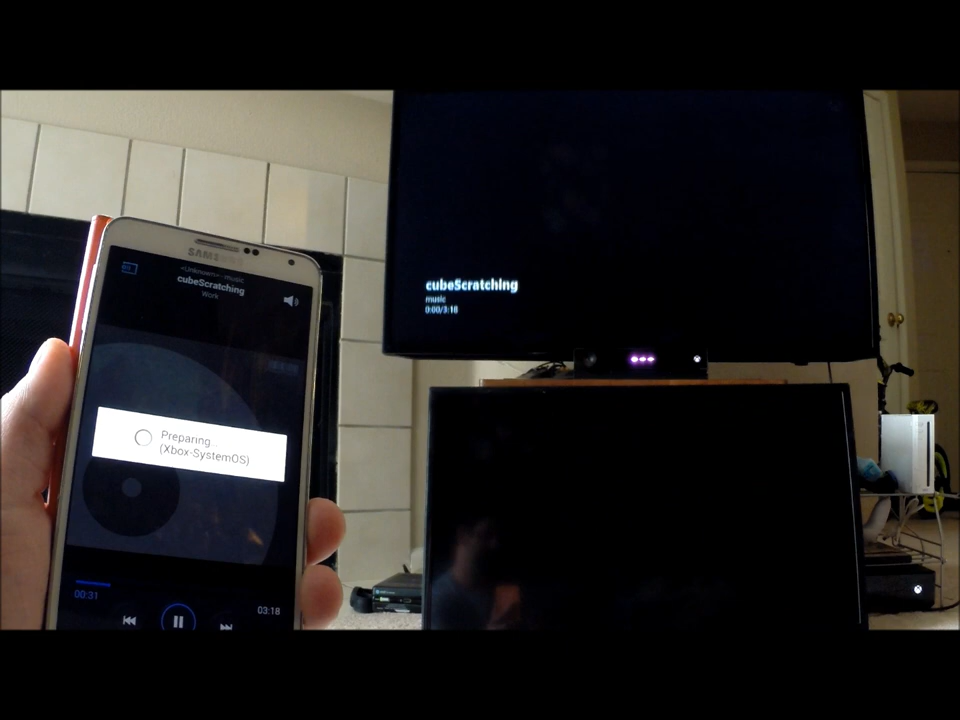 SAMSUNG
<Unknown>-music
cubeScratching
Work
Preparing...
(Xbox-SystemOS)
00:31
03:18
cubeScratching
music
0:00/3:18